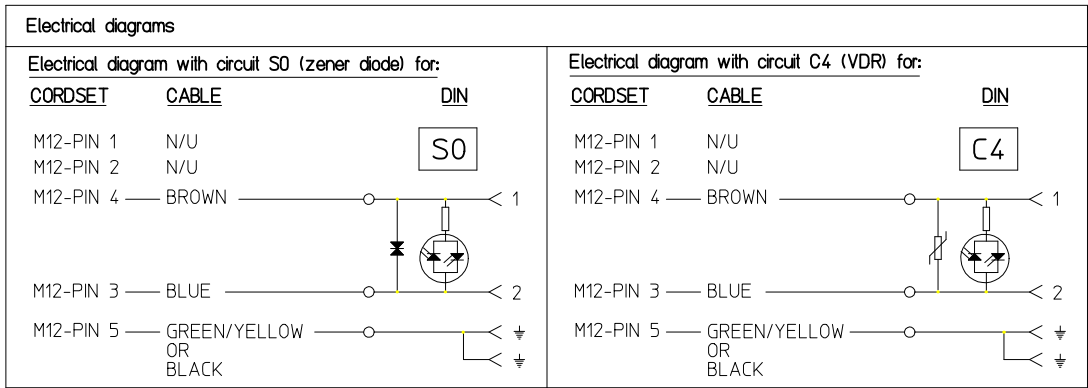 Electrical diagrams
Electrical diagram with circuit S0 (zener diode) for:
CORDSET CABLE DIN
M12-PIN 1 N/U
S0
M12-PIN 2 N/U
M12-PIN 4 BROWN 1
M12-PIN 3 BLUE 2
M12-PIN 5 GREEN/YELLOW
OR
BLACK
Electrical diagram with circuit C4 (VDR) for:
CORDSET CABLE DIN
M12-PIN 1 N/U
C4
M12-PIN 2 N/U
M12-PIN 4 BROWN 1
M12-PIN 3 BLUE 2
M12-PIN 5 GREEN/YELLOW
OR
BLACK